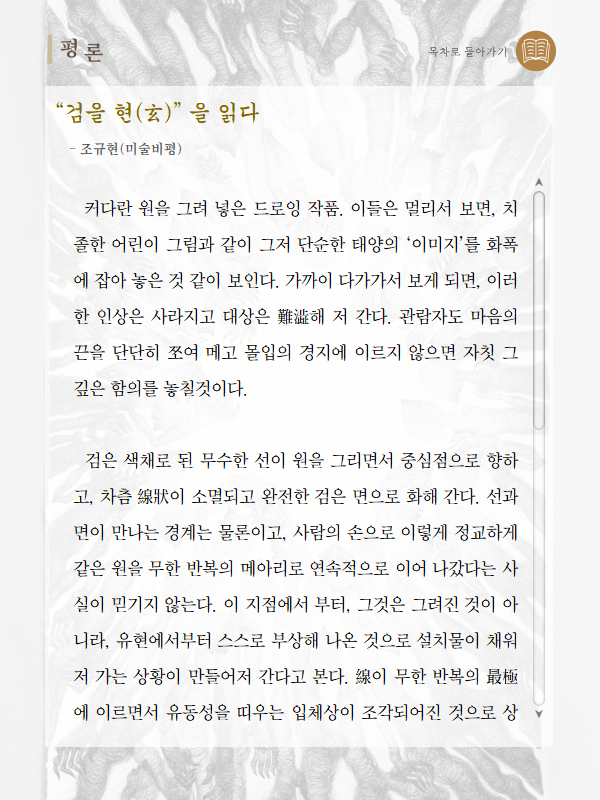 평론
목차로 돌아가기
“검을 현(玄)” 을 읽다
- 조규현(미술비평)
커다란 원을 그려 넣은 드로잉 작품. 이들은 멀리서 보면, 치
졸한 어린이 그림과 같이 그저 단순한 태양의 ‘이미지’를 화폭
에 잡아 놓은 것 같이 보인다. 가까이 다가가서 보게 되면, 이러
한 인상은 사라지고 대상은 難澁해 져 간다. 관람자도 마음의
끈을 단단히 쪼여 메고 몰입의 경지에 이르지 않으면 자칫 그
깊은 함의를 놓칠것이다.
검은 색채로 된 무수한 선이 원을 그리면서 중심점으로 향하
고, 차츰 線狀이 소멸되고 완전한 검은 면으로 화해 간다. 선과
면이 만나는 경계는 물론이고, 사람의 손으로 이렇게 정교하게
같은 원을 무한 반복의 메아리로 연속적으로 이어 나갔다는 사
실이 믿기지 않는다. 이 지점에서 부터, 그것은 그려진 것이 아
니라, 유현에서부터 스스로 부상해 나온 것으로 설치물이 채워
져 가는 상황이 만들어져 간다고 본다. 線이 무한 반복의 最極
에 이르면서 유동성을 띠우는 입체상이 조각되어진 것으로 상